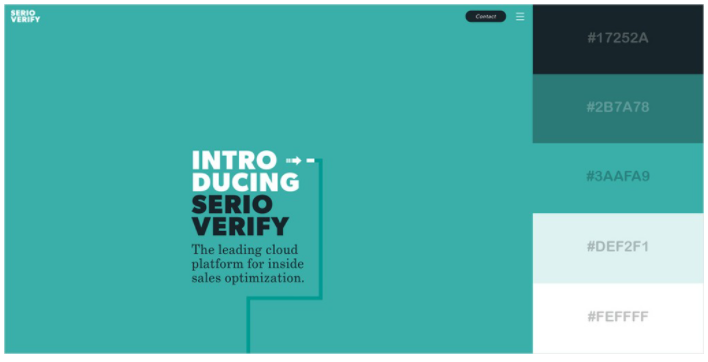 SERIO
VERIFY
Contact
INTRO
DUCING
SERIO
VERIFY
The leading cloud
platform for inside
sales optimization.
#17252A
#2B7A78
#3AAFA9
#DEF2F1
#FEFFFF